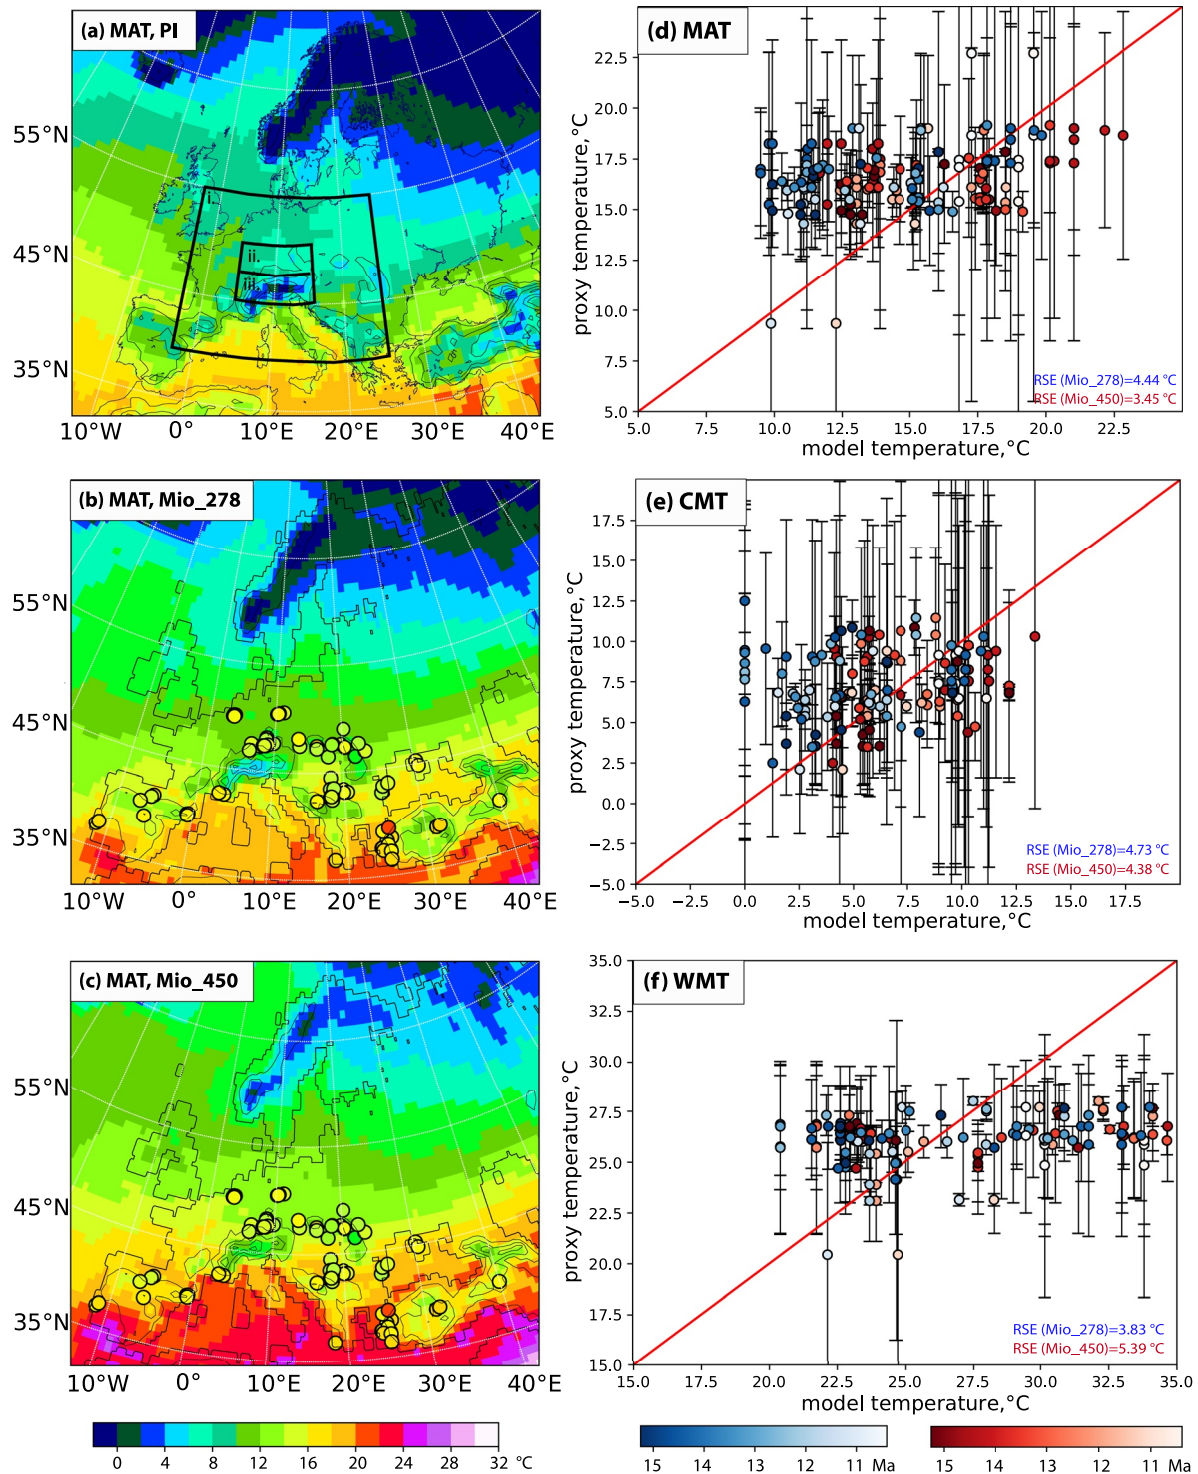 (a) MAT, PI
i.
ii.
iii.
55°N
45°N
35°N
10°W 0° 10°E 20°E 30°E 40°E
(b) MAT, Mio_278
55°N
45°N
35°N
10°W 0° 10°E 20°E 30°E 40°E
(c) MAT, Mio_450
55°N
45°N
35°N
10°W 0° 10°E 20°E 30°E 40°E
0 4 8 12 16 20 24 28 32 °C
(d) MAT
proxy temperature,°C
22.5
20.0
17.5
15.0
12.5
10.0
7.5
5.0
RSE (Mio_278)=4.44 °C
RSE (Mio_450)=3.45 °C
5.0 7.5 10.0 12.5 15.0 17.5 20.0 22.5
model temperature,°C
(e) CMT
proxy temperature,°C
17.5
15.0
12.5
10.0
7.5
5.0
2.5
0.0
−2.5
−5.0
RSE (Mio_278)=4.73 °C
RSE (Mio_450)=4.38 °C
−5.0 −2.5 0.0 2.5 5.0 7.5 10.0 12.5 15.0 17.5
model temperature,°C
(f) WMT
proxy temperature,°C
35.0
32.5
30.0
27.5
25.0
22.5
20.0
17.5
15.0
RSE (Mio_278)=3.83 °C
RSE (Mio_450)=5.39 °C
15.0 17.5 20.0 22.5 25.0 27.5 30.0 32.5 35.0
model temperature,°C
15 14 13 12 11 Ma
15 14 13 12 11 Ma